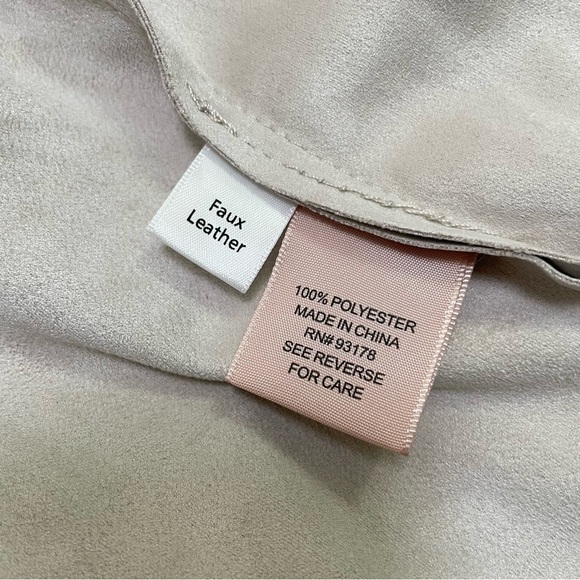 Faux
Leather
100% POLYESTER
MADE IN CHINA
RN# 93178
SEE REVERSE
FOR CARE